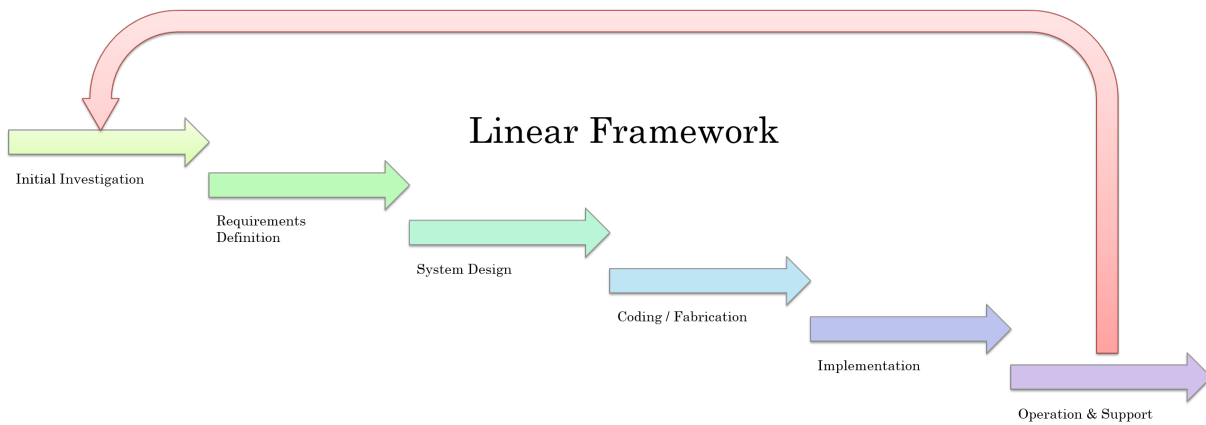 Linear Framework
Initial Investigation
Requirements
Definition
System Design
Coding / Fabrication
Implementation
Operation & Support